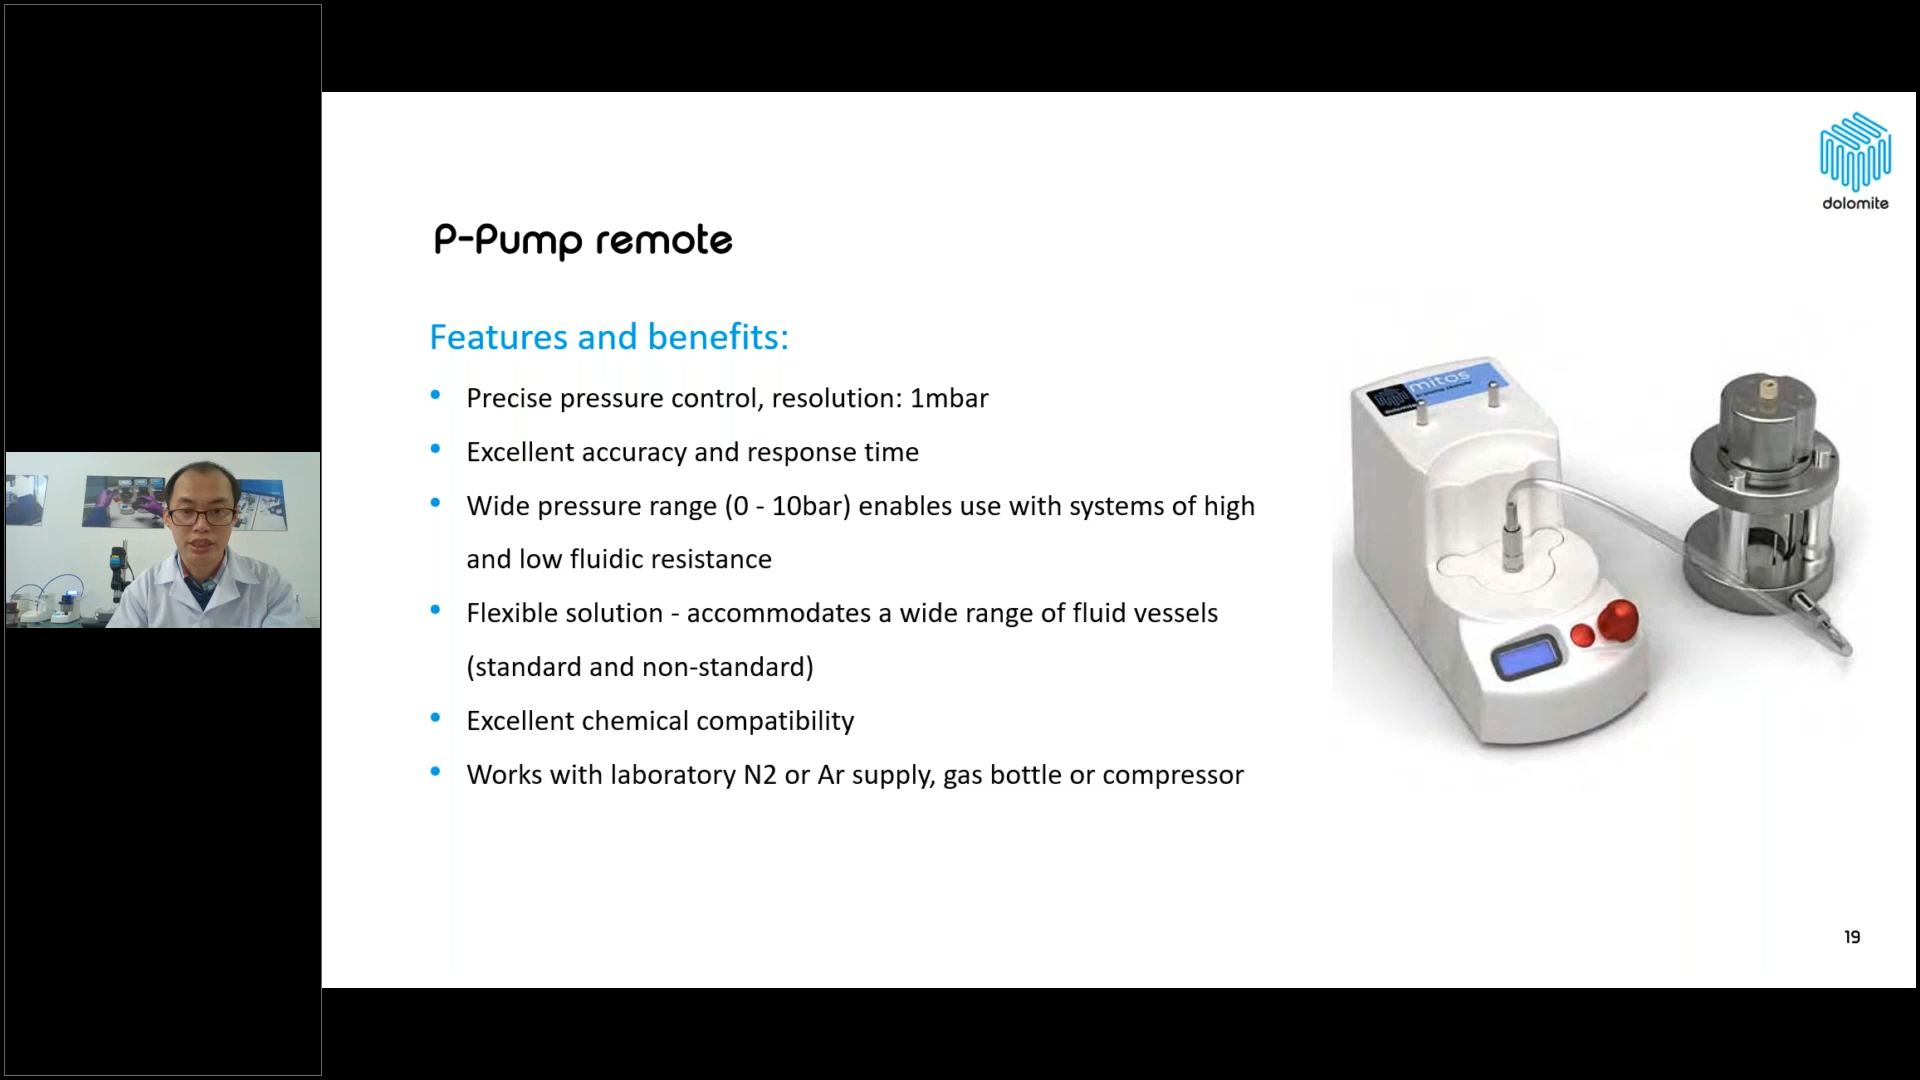 dolomite
P-Pump remote
Features and benefits:
• Precise pressure control, resolution: 1mbar
• Excellent accuracy and response time
• Wide pressure range (0 - 10bar) enables use with systems of high
and low fluidic resistance
• Flexible solution - accommodates a wide range of fluid vessels
(standard and non-standard)
• Excellent chemical compatibility
• Works with laboratory N2 or Ar supply, gas bottle or compressor
mitos
dolomite
19